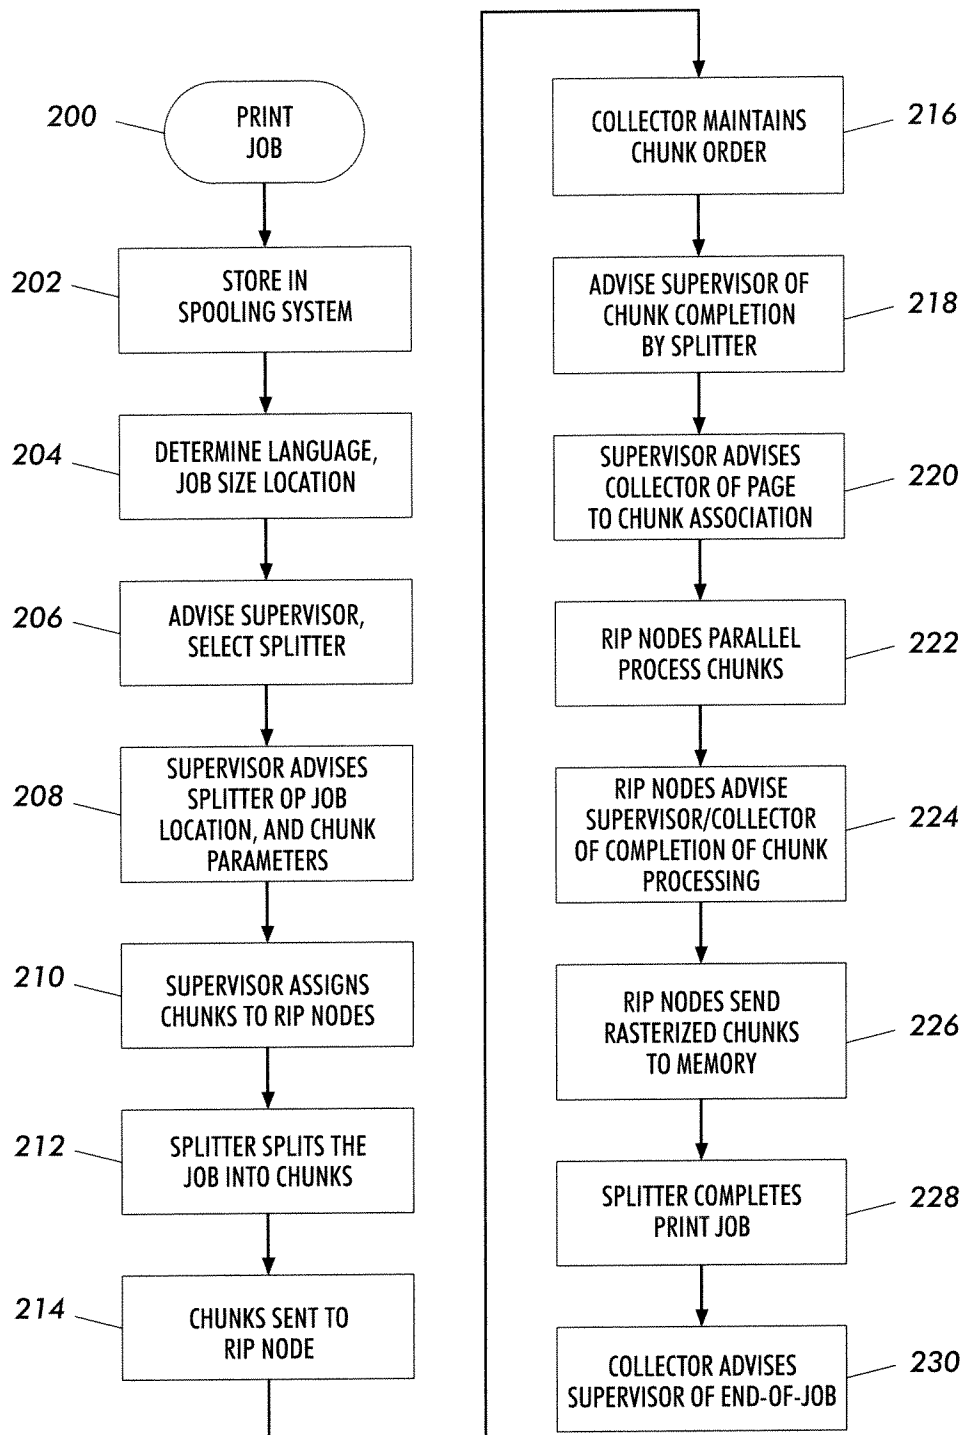 200
PRINT
JOB
202
STORE IN
SPOOLING SYSTEM
204
DETERMINE LANGUAGE,
JOB SIZE LOCATION
206
ADVISE SUPERVISOR,
SELECT SPLITTER
208
SUPERVISOR ADVISES
SPLITTER OP JOB
LOCATION, AND CHUNK
PARAMETERS
210
SUPERVISOR ASSIGNS
CHUNKS TO RIP NODES
212
SPLITTER SPLITS THE
JOB INTO CHUNKS
214
CHUNKS SENT TO
RIP NODE
COLLECTOR MAINTAINS
CHUNK ORDER
216
ADVISE SUPERVISOR OF
CHUNK COMPLETION
BY SPLITTER
218
SUPERVISOR ADVISES
COLLECTOR OF PAGE
TO CHUNK ASSOCIATION
220
RIP NODES PARALLEL
PROCESS CHUNKS
222
RIP NODES ADVISE
SUPERVISOR/COLLECTOR
OF COMPLETION OF CHUNK
PROCESSING
224
RIP NODES SEND
RASTERIZED CHUNKS
TO MEMORY
226
SPLITTER COMPLETES
PRINT JOB
228
COLLECTOR ADVISES
SUPERVISOR OF END-OF-JOB
230